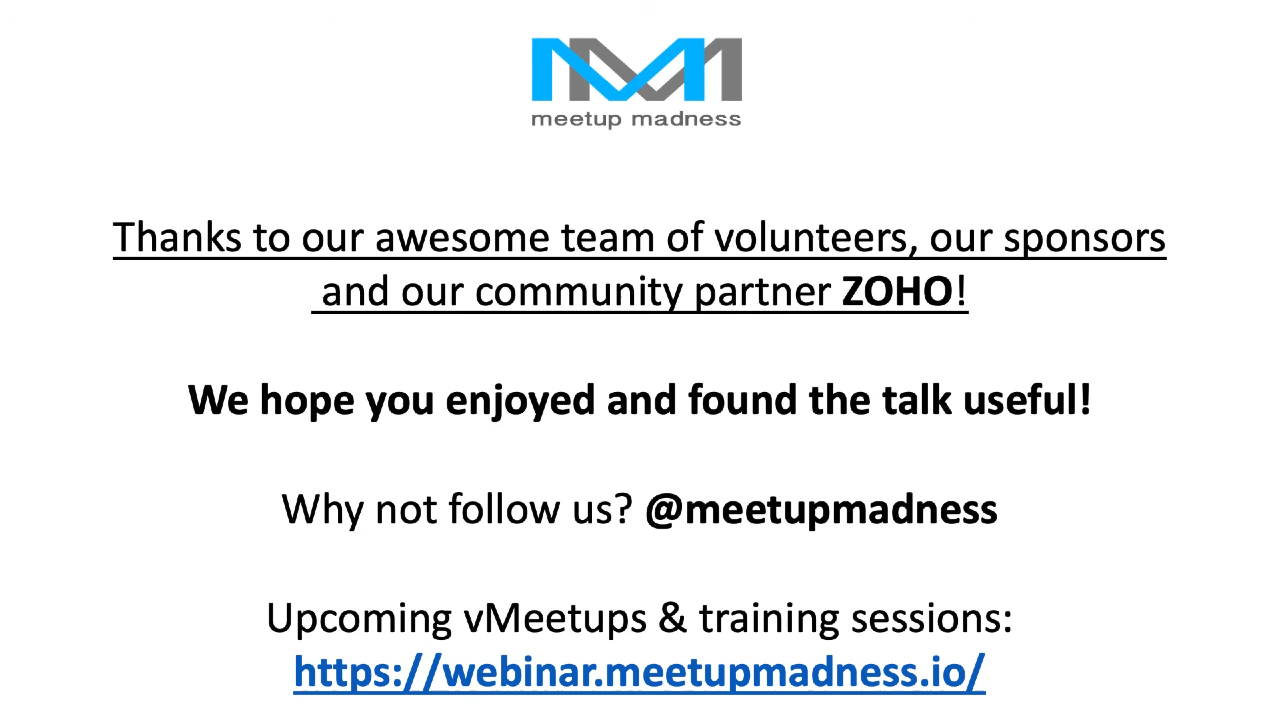 meetup madness
Thanks to our awesome team of volunteers, our sponsors
and our community partner ZOHO!
We hope you enjoyed and found the talk useful!
Why not follow us? @meetupmadness
Upcoming vMeetups & training sessions:
https://webinar.meetupmadness.io/